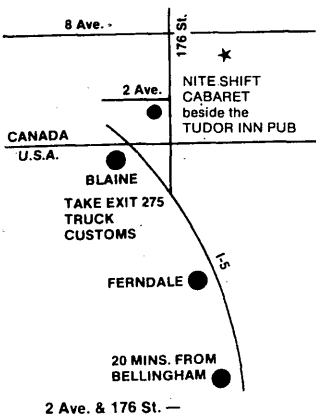 8 Ave.
176 St.
2 Ave.
NITE SHIFT
CABARET
beside the
TUDOR INN PUB
CANADA
U.S.A.
BLAINE
TAKE EXIT 275
TRUCK
CUSTOMS
I-5
FERNDALE
20 MINS. FROM
BELLINGHAM
2 Ave. & 176 St. —